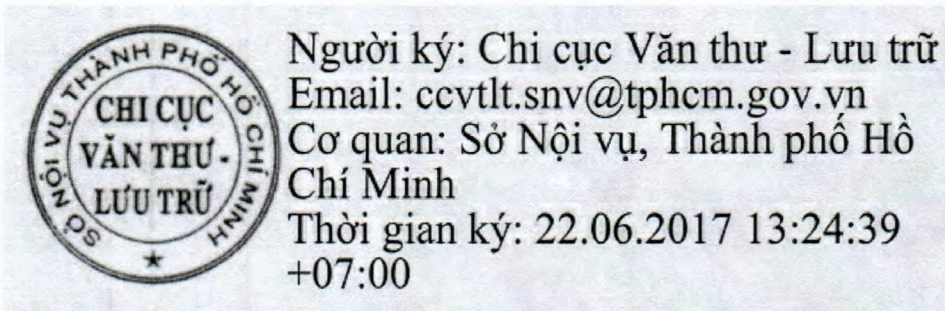 SỞ NỘI VỤ THÀNH PHỐ HỒ CHÍ MINH
CHI CỤC
VĂN THƯ -
LƯU TRỮ
Người ký: Chi cục Văn thư - Lưu trữ
Email: ccvtlt.snv@tphcm.gov.vn
Cơ quan: Sở Nội vụ, Thành phố Hồ
Chí Minh
Thời gian ký: 22.06.2017 13:24:39
+07:00